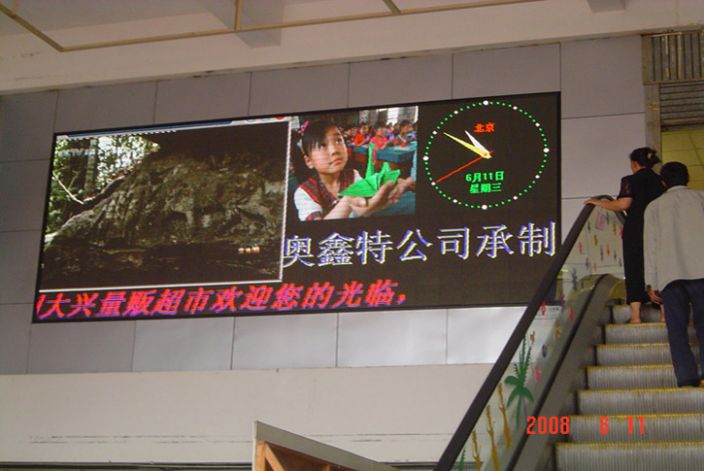 北京
6月11日
星期三
奥鑫特公司承制
大兴量贩超市欢迎您的光临，
2008 6 11